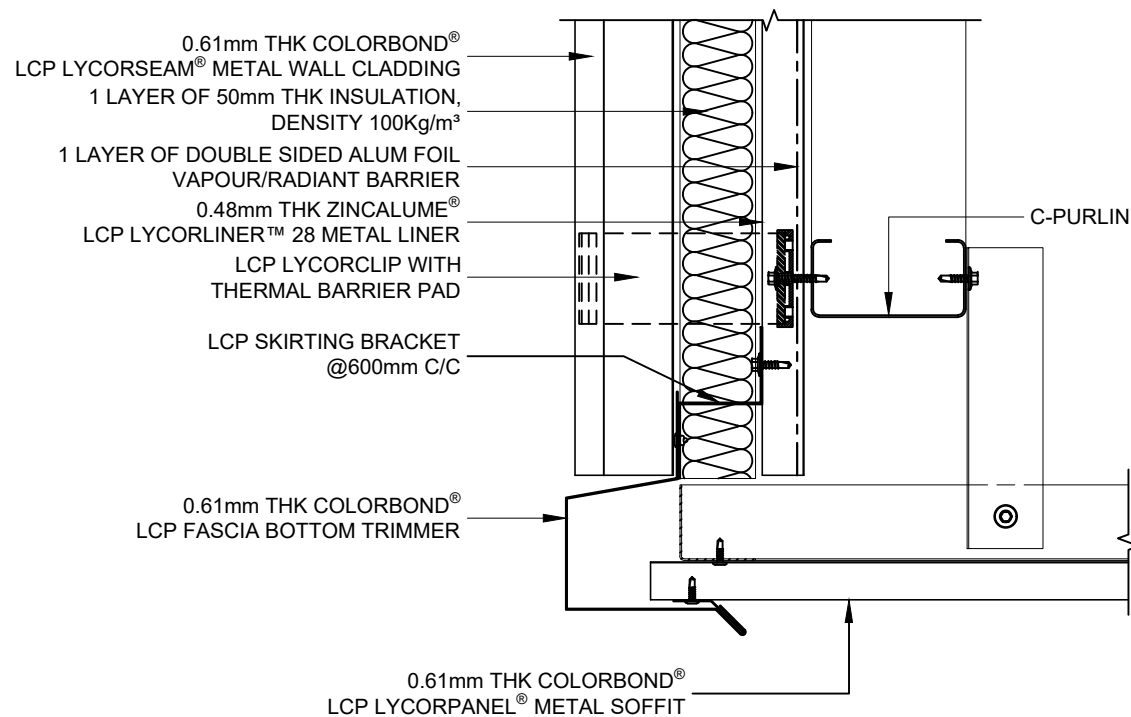 0.61mm THK COLORBOND®
LCP LYCORSEAM® METAL WALL CLADDING
1 LAYER OF 50mm THK INSULATION,
DENSITY 100Kg/m³
1 LAYER OF DOUBLE SIDED ALUM FOIL
VAPOUR/RADIANT BARRIER
0.48mm THK ZINCALUME®
LCP LYCORLINER™ 28 METAL LINER
C-PURLIN
LCP LYCORCLIP WITH
THERMAL BARRIER PAD
LCP SKIRTING BRACKET
@600mm C/C
0.61mm THK COLORBOND®
LCP FASCIA BOTTOM TRIMMER
0.61mm THK COLORBOND®
LCP LYCORPANEL® METAL SOFFIT